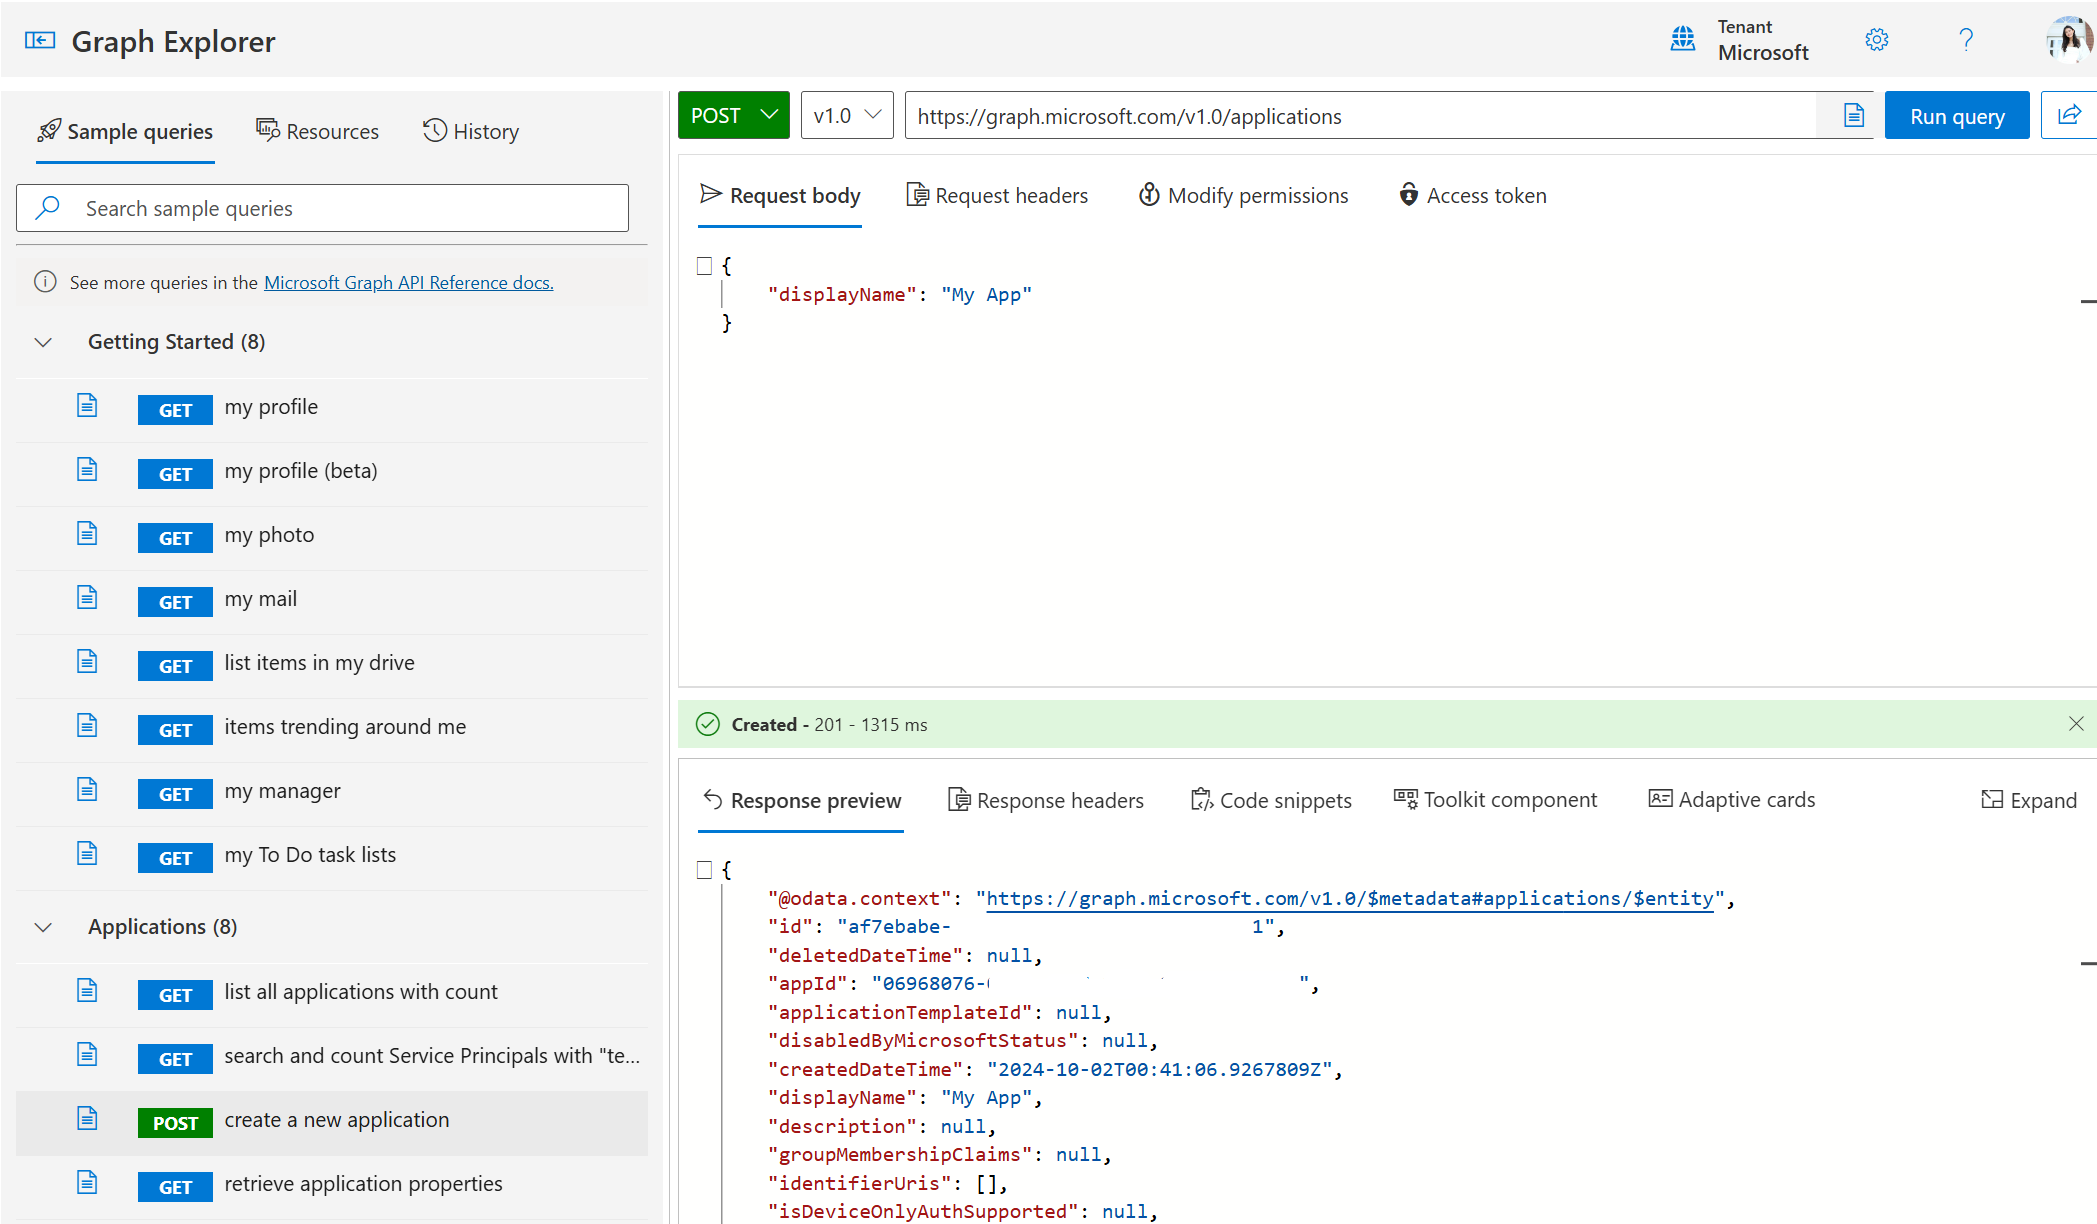 Graph Explorer
Tenant
Microsoft
Sample queries
Resources
History
Search sample queries
See more queries in the Microsoft Graph API Reference docs.
Getting Started (8)
GET my profile
GET my profile (beta)
GET my photo
GET my mail
GET list items in my drive
GET items trending around me
GET my manager
GET my To Do task lists
Applications (8)
GET list all applications with count
GET search and count Service Principals with "te...
POST create a new application
GET retrieve application properties
POST
v1.0
https://graph.microsoft.com/v1.0/applications
Run query
Request body
Request headers
Modify permissions
Access token
{
"displayName": "My App"
}
Created - 201 - 1315 ms
Response preview
Response headers
Code snippets
Toolkit component
Adaptive cards
Expand
{
"@odata.context": "https://graph.microsoft.com/v1.0/$metadata#applications/$entity",
"id": "af7ebabe- 1",
"deletedDateTime": null,
"appId": "06968076- ",
"applicationTemplateId": null,
"disabledByMicrosoftStatus": null,
"createdDateTime": "2024-10-02T00:41:06.9267809Z",
"displayName": "My App",
"description": null,
"groupMembershipClaims": null,
"identifierUris": [],
"isDeviceOnlyAuthSupported": null,